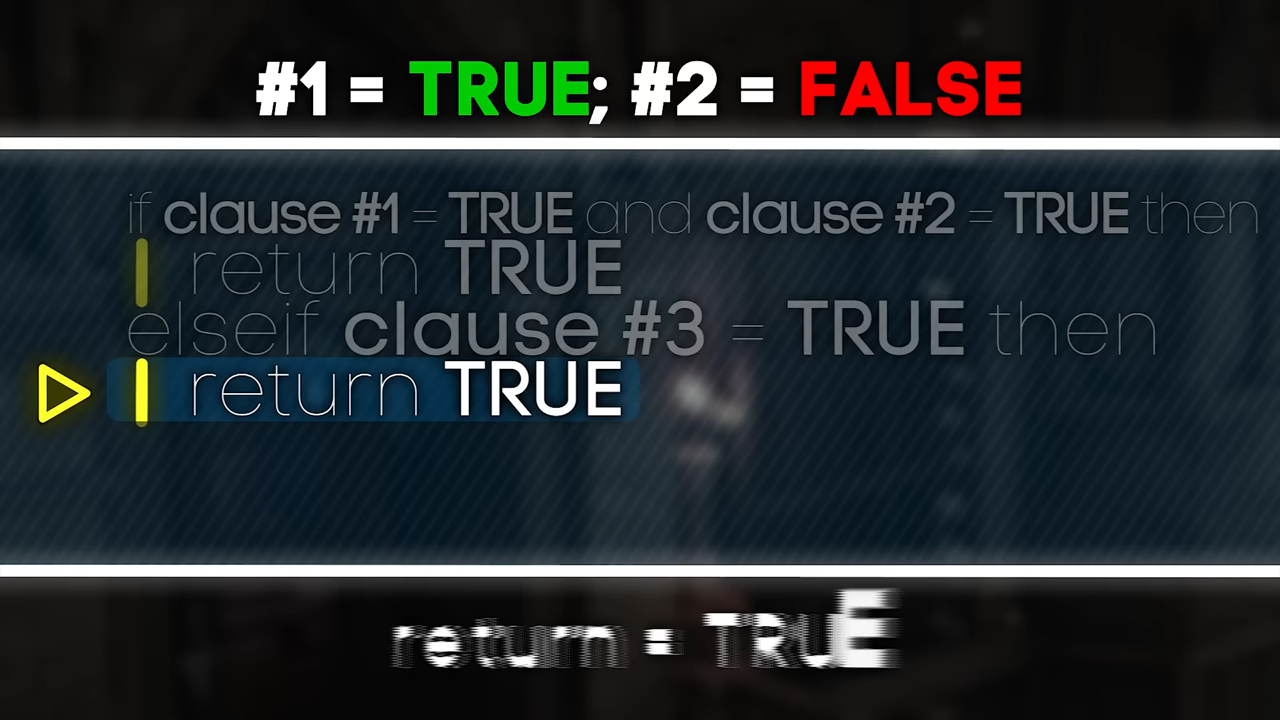 #1 = TRUE; #2 = FALSE
if clause #1 = TRUE and clause #2 = TRUE then
return TRUE
elseif clause #3 = TRUE then
return TRUE
return = TRUE